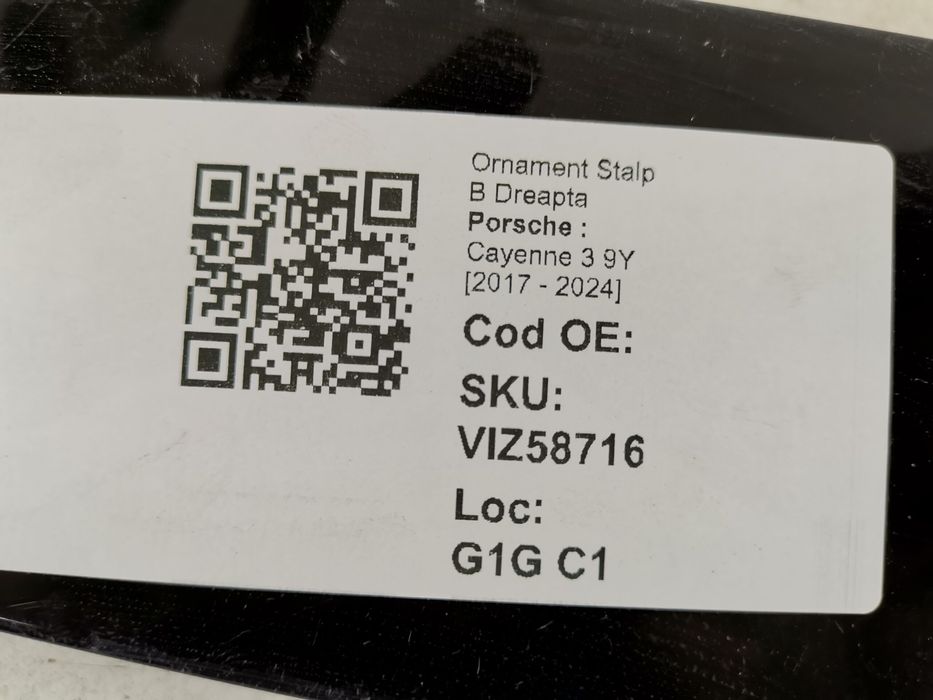 Ornament Stalp
B Dreapta
Porsche :
Cayenne 3 9Y
[2017 - 2024]
Cod OE:
SKU:
VIZ58716
Loc:
G1G C1